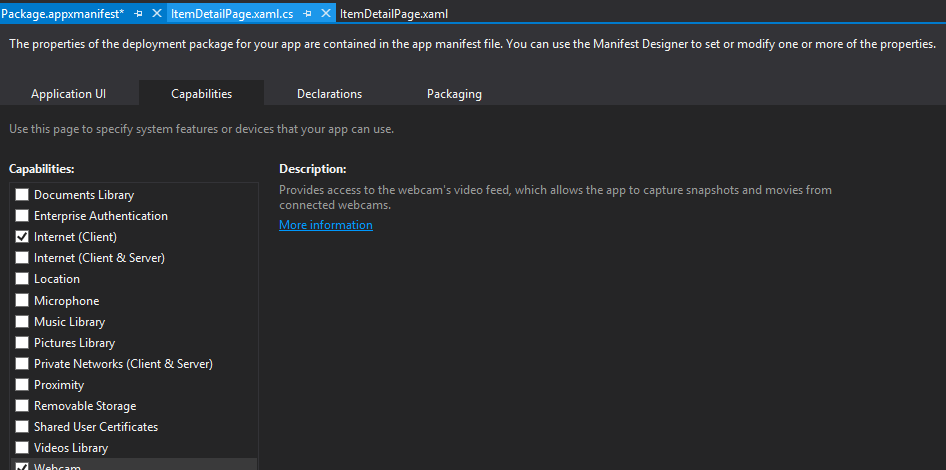 Package.appxmanifest* ItemDetailPage.xaml.cs ItemDetailPage.xaml
The properties of the deployment package for your app are contained in the app manifest file. You can use the Manifest Designer to set or modify one or more of the properties.
Application UI Capabilities Declarations Packaging
Use this page to specify system features or devices that your app can use.
Capabilities:
Documents Library
Enterprise Authentication
Internet (Client)
Internet (Client & Server)
Location
Microphone
Music Library
Pictures Library
Private Networks (Client & Server)
Proximity
Removable Storage
Shared User Certificates
Videos Library
Webcam
Description:
Provides access to the webcam's video feed, which allows the app to capture snapshots and movies from
connected webcams.
More information